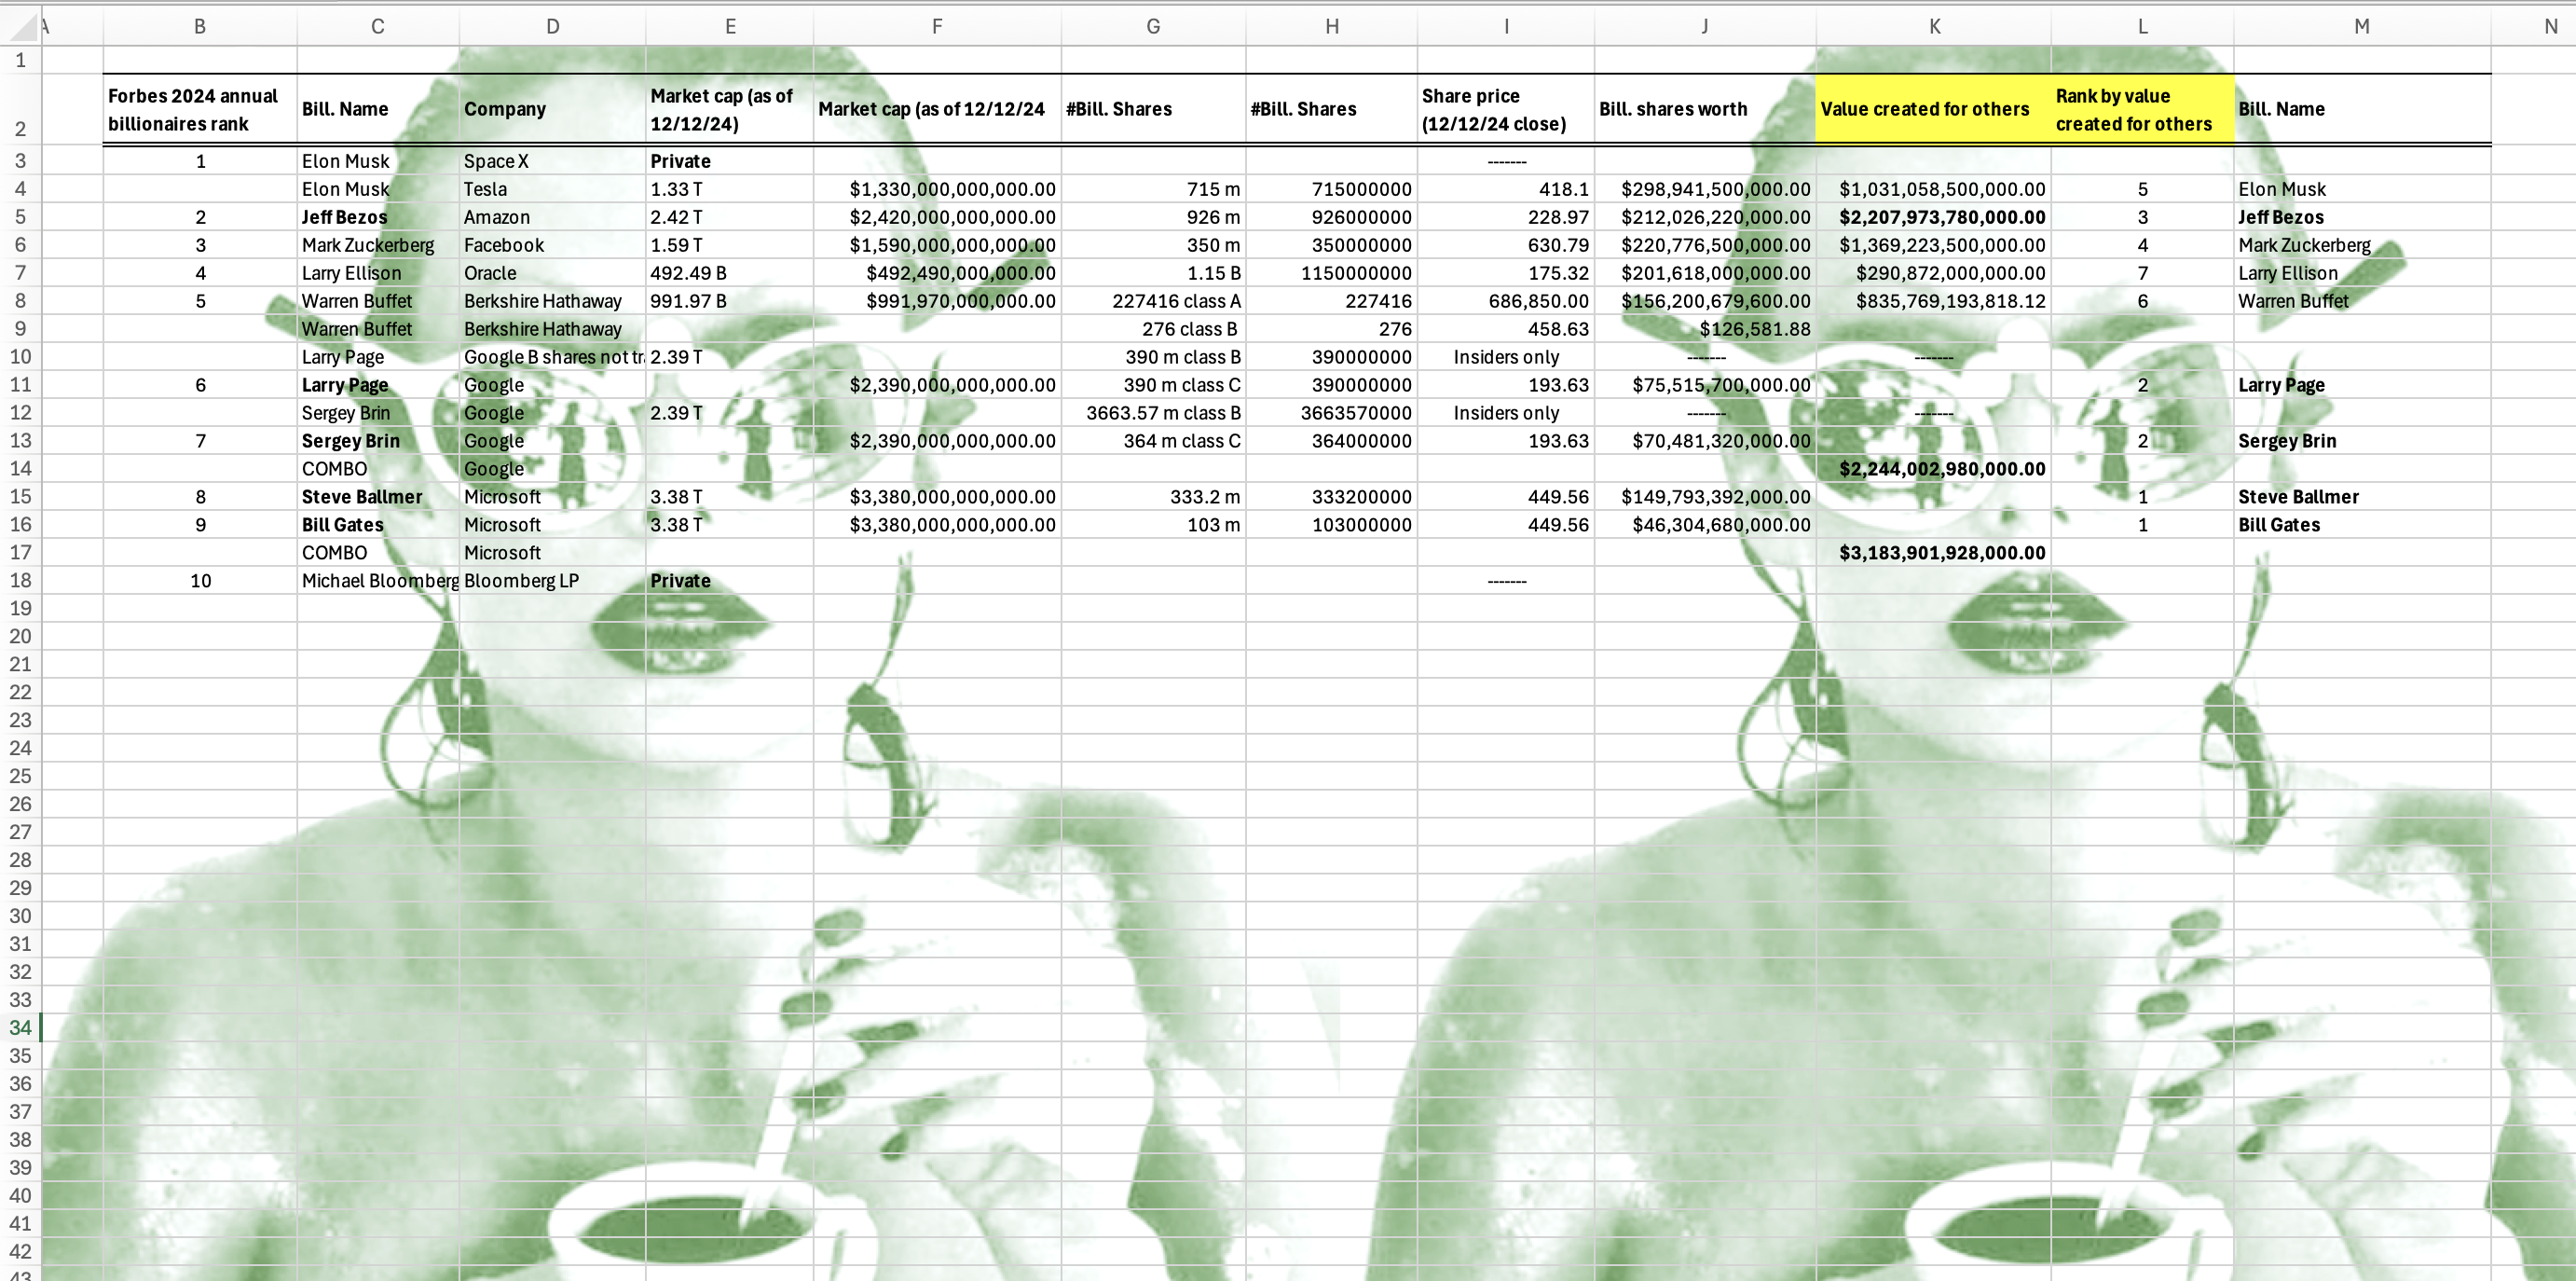 A B C D E F G H I J K L M N
1
2 Forbes 2024 annual billionaires rank Bill. Name Company Market cap (as of 12/12/24) Market cap (as of 12/12/24 #Bill. Shares #Bill. Shares Share price (12/12/24 close) Bill. shares worth Value created for others Rank by value created for others Bill. Name
3 1 Elon Musk Space X Private -------
4 Elon Musk Tesla 1.33 T $1,330,000,000,000.00 715 m 715000000 418.1 $298,941,500,000.00 $1,031,058,500,000.00 5 Elon Musk
5 2 Jeff Bezos Amazon 2.42 T $2,420,000,000,000.00 926 m 926000000 228.97 $212,026,220,000.00 $2,207,973,780,000.00 3 Jeff Bezos
6 3 Mark Zuckerberg Facebook 1.59 T $1,590,000,000,000.00 350 m 350000000 630.79 $220,776,500,000.00 $1,369,223,500,000.00 4 Mark Zuckerberg
7 4 Larry Ellison Oracle 492.49 B $492,490,000,000.00 1.15 B 1150000000 175.32 $201,618,000,000.00 $290,872,000,000.00 7 Larry Ellison
8 5 Warren Buffet Berkshire Hathaway 991.97 B $991,970,000,000.00 227416 class A 227416 686,850.00 $156,200,679,600.00 $835,769,193,818.12 6 Warren Buffet
9 Warren Buffet Berkshire Hathaway 276 class B 276 458.63 $126,581.88
10 Larry Page Google B shares not tr 2.39 T 390 m class B 390000000 Insiders only ------- -------
11 6 Larry Page Google $2,390,000,000,000.00 390 m class C 390000000 193.63 $75,515,700,000.00 2 Larry Page
12 Sergey Brin Google 2.39 T 3663.57 m class B 3663570000 Insiders only ------- -------
13 7 Sergey Brin Google $2,390,000,000,000.00 364 m class C 364000000 193.63 $70,481,320,000.00 2 Sergey Brin
14 COMBO Google $2,244,002,980,000.00
15 8 Steve Ballmer Microsoft 3.38 T $3,380,000,000,000.00 333.2 m 333200000 449.56 $149,793,392,000.00 1 Steve Ballmer
16 9 Bill Gates Microsoft 3.38 T $3,380,000,000,000.00 103 m 103000000 449.56 $46,304,680,000.00 1 Bill Gates
17 COMBO Microsoft $3,183,901,928,000.00
18 10 Michael Bloomberg Bloomberg LP Private -------
19
20
21
22
23
24
25
26
27
28
29
30
31
32
33
34
35
36
37
38
39
40
41
42
43